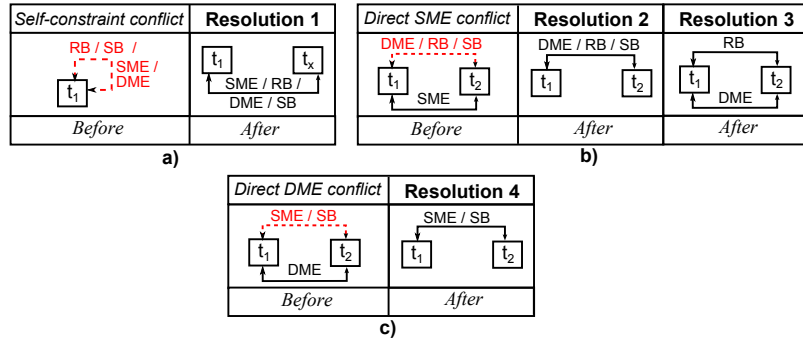 Self-constraint conflict
Resolution 1
RB / SB /
SME /
DME
t1
t1
tx
SME / RB /
DME / SB
Before
After
a)
Direct SME conflict
Resolution 2
Resolution 3
DME / RB / SB
t1
t2
SME
DME / RB / SB
t1
t2
RB
t1
t2
DME
Before
After
After
b)
Direct DME conflict
Resolution 4
SME / SB
t1
t2
DME
SME / SB
t1
t2
Before
After
c)